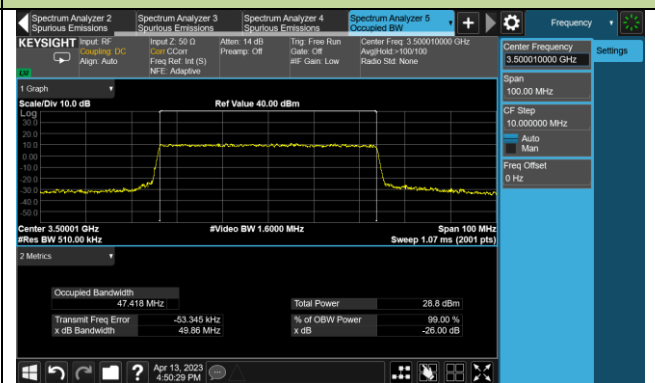 Spectrum Analyzer 2
Spurious Emissions
Spectrum Analyzer 3
Spurious Emissions
Spectrum Analyzer 4
Spurious Emissions
Spectrum Analyzer 5
Occupied BW
Frequency
KEYSIGHT
Input: RF
Coupling: DC
Align: Auto
Input Z: 50 Ω
Corr CCorr
Freq Ref: Int (S)
NFE: Adaptive
Atten: 14 dB
Preamp: Off
Trig: Free Run
Gate: Off
#IF Gain: Low
Center Freq: 3.500010000 GHz
Avg|Hold:>100/100
Radio Std: None
LW
1 Graph
Scale/Div 10.0 dB
Ref Value 40.00 dBm
Log
30.0
20.0
10.0
0.00
-10.0
-20.0
-30.0
-40.0
-50.0
Center 3.50001 GHz
#Video BW 1.6000 MHz
Span 100 MHz
#Res BW 510.00 kHz
Sweep 1.07 ms (2001 pts)
2 Metrics
Occupied Bandwidth
47.418 MHz
Total Power
28.8 dBm
Transmit Freq Error
-53.345 kHz
% of OBW Power
99.00 %
x dB Bandwidth
49.86 MHz
x dB
-26.00 dB
Center Frequency
3.500010000 GHz
Settings
Span
100.00 MHz
CF Step
10.000000 MHz
Auto
Man
Freq Offset
0 Hz
?
Apr 13, 2023
4:50:29 PM